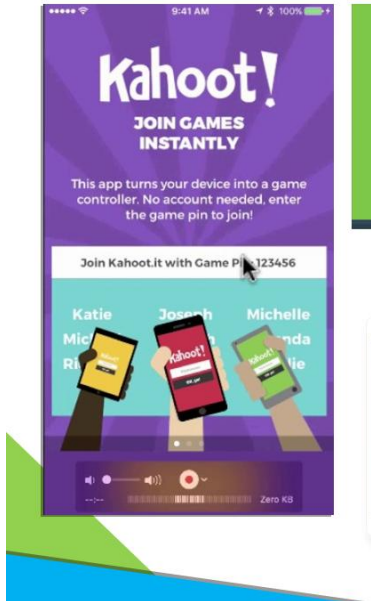 9:41 AM
100%
Kahoot!
JOIN GAMES
INSTANTLY
This app turns your device into a game
controller. No account needed, enter
the game pin to join!
Join Kahoot.it with Game 123456
Katie Joseph Michelle
Kahoot!
Kahoot!
Kahoot!
--:--
Zero KB